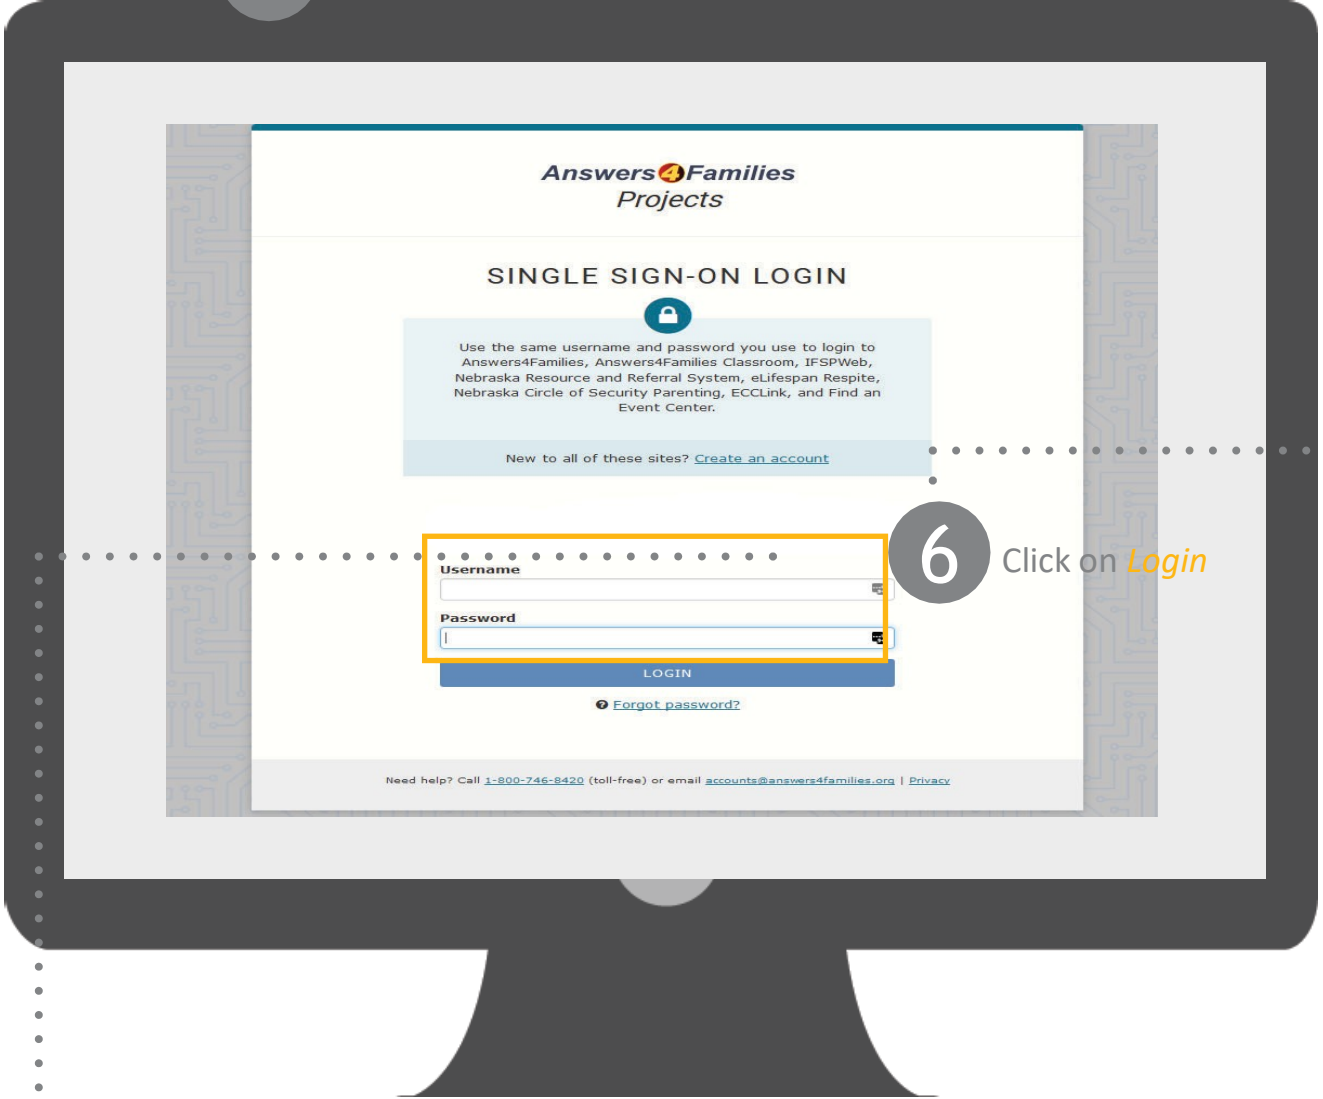 Answers4Families
Projects
SINGLE SIGN-ON LOGIN
Use the same username and password you use to login to
Answers4Families, Answers4Families Classroom, IFSPWeb,
Nebraska Resource and Referral System, eLifespan Respite,
Nebraska Circle of Security Parenting, ECCLink, and Find an
Event Center.
New to all of these sites? Create an account
6 Click on Login
Username
Password
LOGIN
Forgot password?
Need help? Call 1-800-746-8420 (toll-free) or email accounts@answers4families.org | Privacy